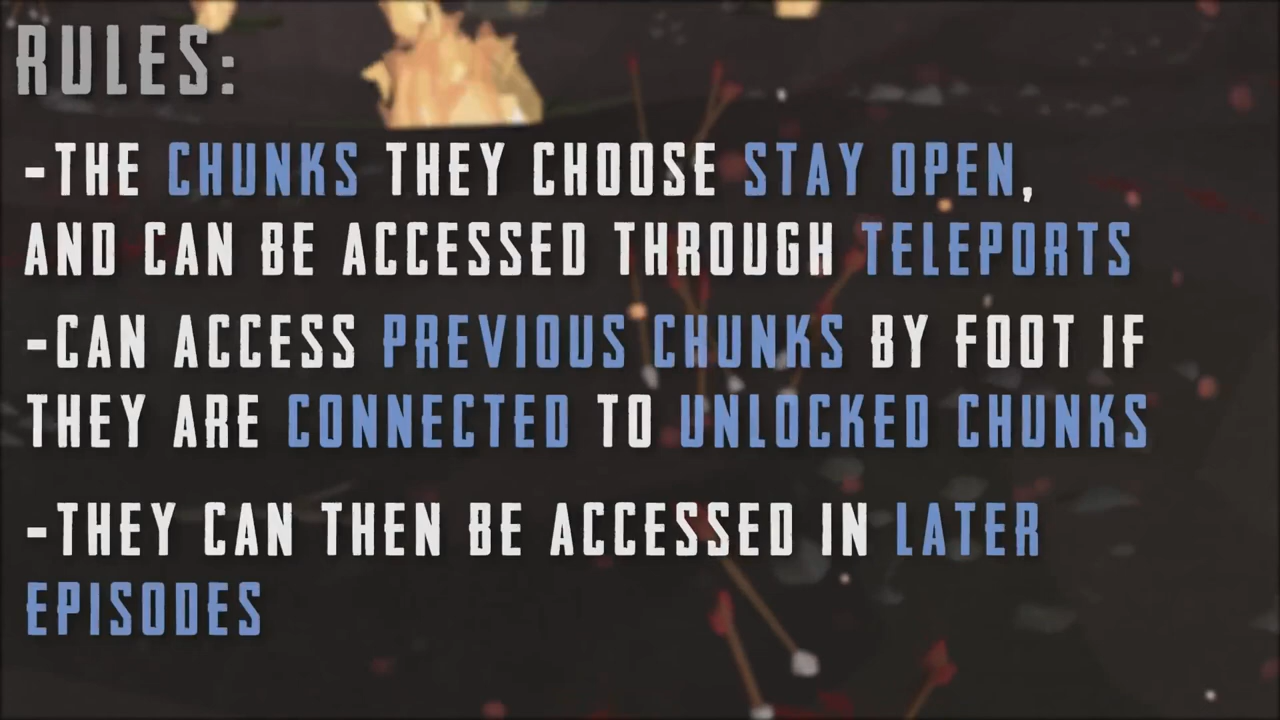 RULES:
-THE CHUNKS THEY CHOOSE STAY OPEN,
AND CAN BE ACCESSED THROUGH TELEPORTS
-CAN ACCESS PREVIOUS CHUNKS BY FOOT IF
THEY ARE CONNECTED TO UNLOCKED CHUNKS
-THEY CAN THEN BE ACCESSED IN LATER
EPISODES